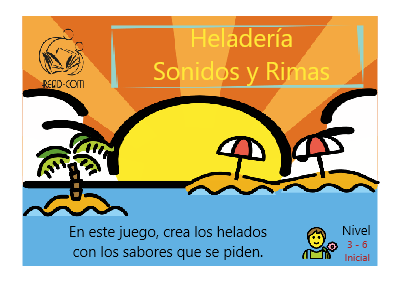 Heladería
Sonidos y Rimas
REDD-COM
En este juego, crea los helados
con los sabores que se piden.
Nivel
3 - 6
Inicial